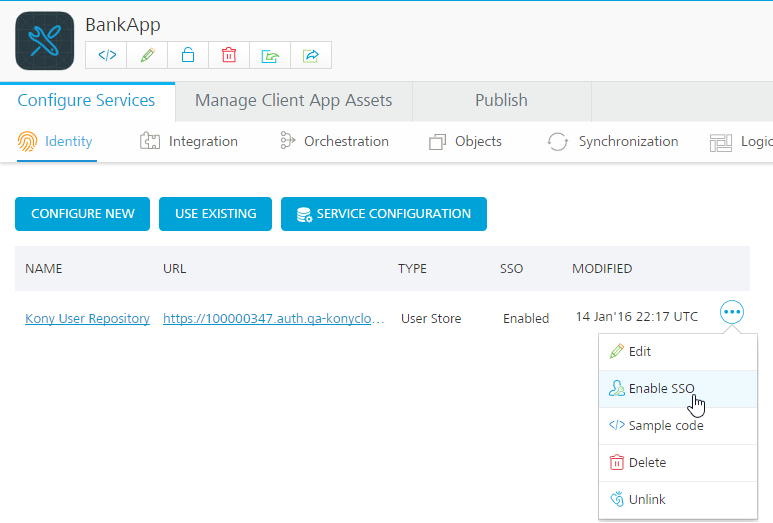 BankApp
Configure Services Manage Client App Assets Publish
Identity Integration Orchestration Objects Synchronization Logic
CONFIGURE NEW USE EXISTING SERVICE CONFIGURATION
NAME URL TYPE SSO MODIFIED
Kony User Repository https://100000347.auth.qa-konyclo... User Store Enabled 14 Jan'16 22:17 UTC
Edit
Enable SSO
</> Sample code
Delete
Unlink